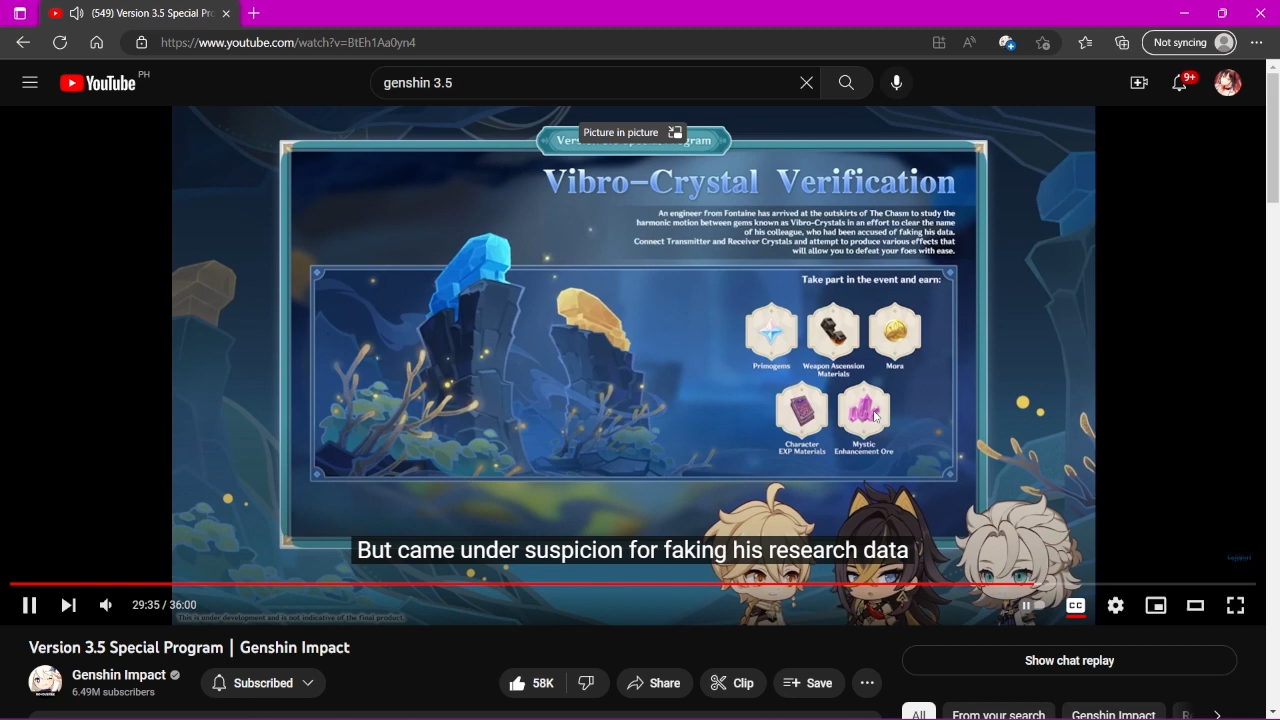 (549) Version 3.5 Special Pr
https://www.youtube.com/watch?v=BtEh1Aa0yn4
Not syncing
YouTube PH
genshin 3.5
9+
Picture in picture
Vibro-Crystal Verification
An engineer from Fontaine has arrived at the outskirts of The Chasm to study the
harmonic motion between gems known as Vibro-Crystals in an effort to clear the name
of his colleague, who had been accused of faking his data.
Connect Transmitter and Receiver Crystals and attempt to produce various effects that
will allow you to defeat your foes with ease.
Take part in the event and earn:
Primogems
Weapon Ascension
Materials
Mora
Character
EXP Materials
Mystic
Enhancement Ore
But came under suspicion for faking his research data
29:35 / 36:00
CC
This is under development and is not indicative of the final product.
Version 3.5 Special Program | Genshin Impact
Genshin Impact
6.49M subscribers
Subscribed
58K
Share
Clip
Save
Show chat replay
All
From your search
Genshin Impact